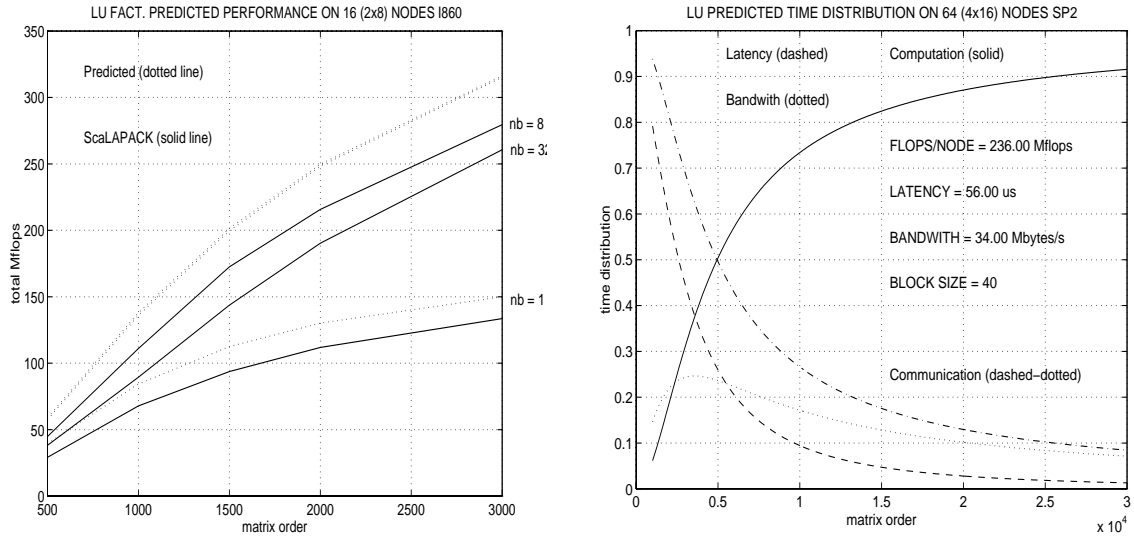 LU FACT. PREDICTED PERFORMANCE ON 16 (2x8) NODES I860
350
300
250
200
150
100
50
0
total Mflops
Predicted (dotted line)
ScaLAPACK (solid line)
nb = 8
nb = 32
nb = 1
500
1000
1500
2000
2500
3000
matrix order
LU PREDICTED TIME DISTRIBUTION ON 64 (4x16) NODES SP2
1
0.9
0.8
0.7
0.6
0.5
0.4
0.3
0.2
0.1
0
time distribution
Latency (dashed)
Computation (solid)
Bandwith (dotted)
FLOPS/NODE = 236.00 Mflops
LATENCY = 56.00 us
BANDWITH = 34.00 Mbytes/s
BLOCK SIZE = 40
Communication (dashed-dotted)
0
0.5
1
1.5
2
2.5
3
matrix order
x 10^4